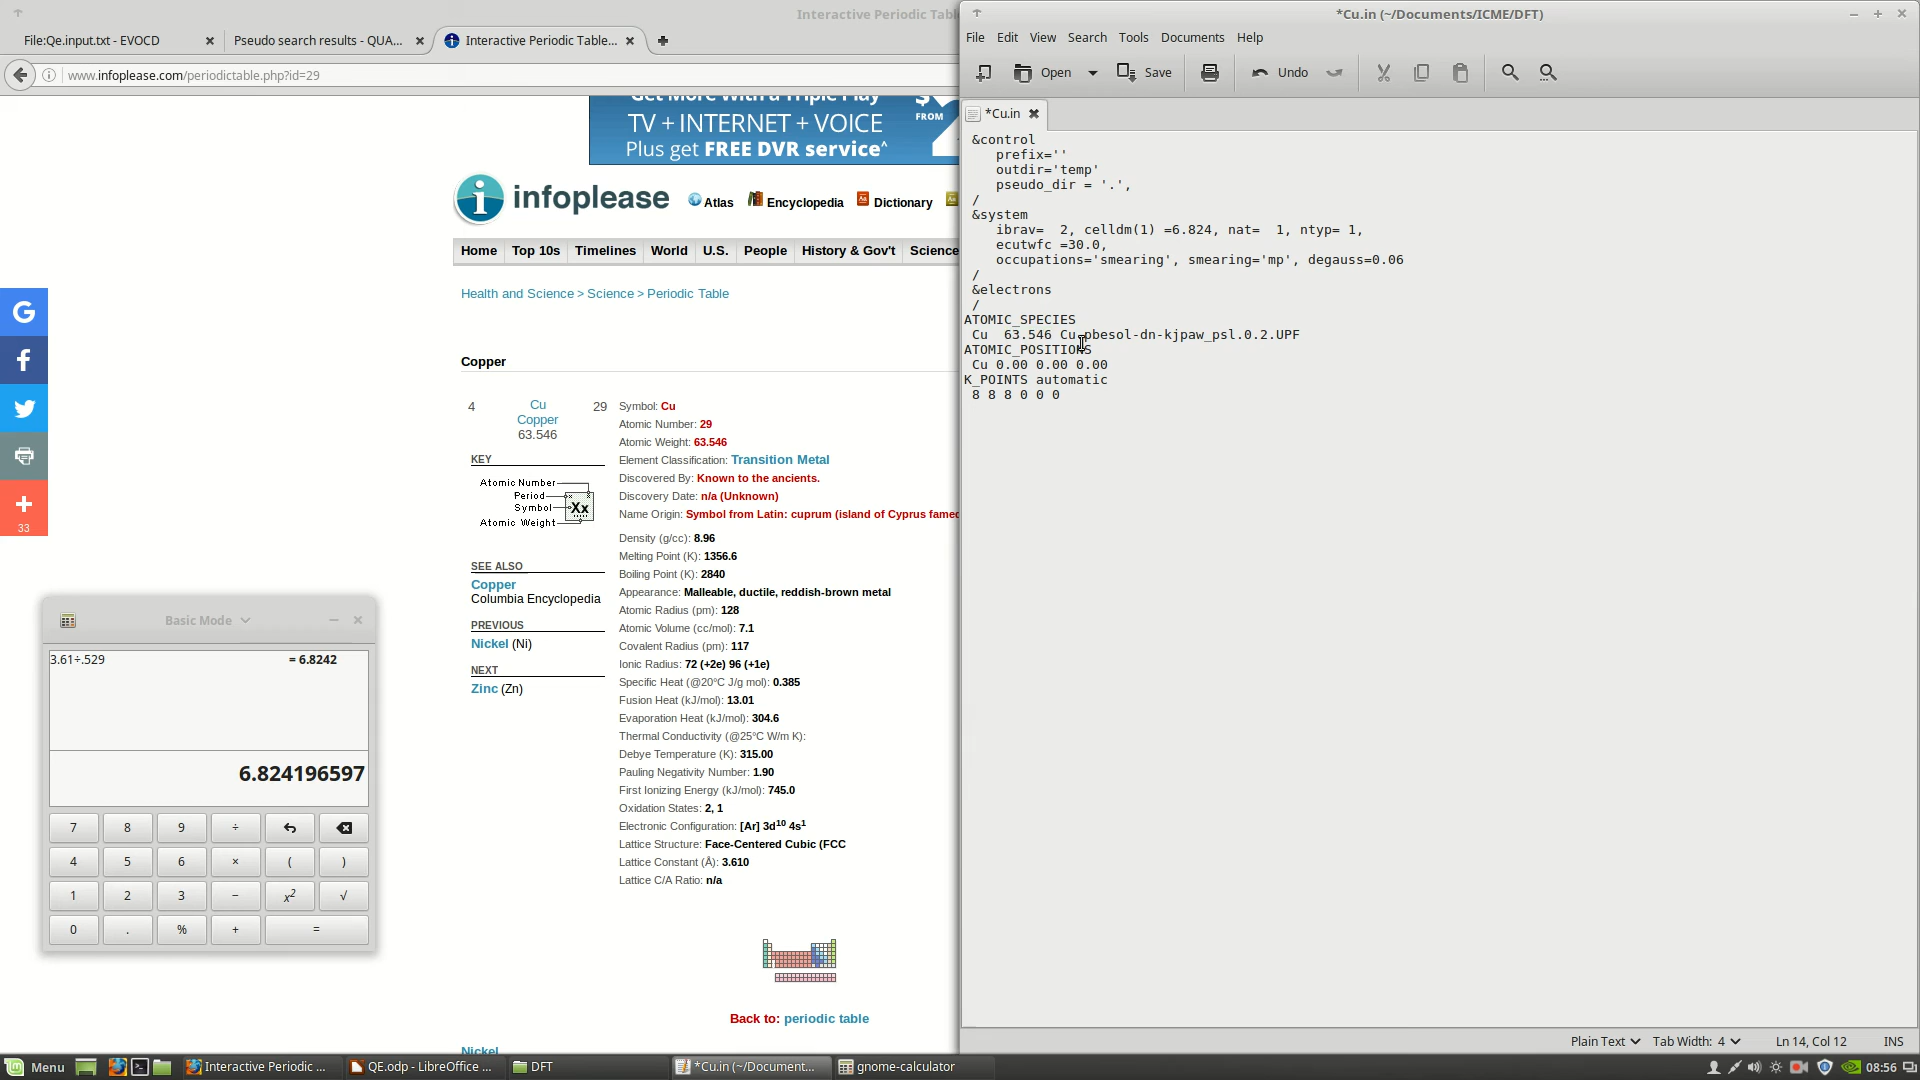 Interactive Periodic Tabl
File:Qe.input.txt - EVOCD
Pseudo search results - QUA...
Interactive Periodic Table...
www.infoplease.com/periodictable.php?id=29
Get More With a Triple Play
TV + INTERNET + VOICE
Plus get FREE DVR service^
$
FROM
infoplease
Atlas
Encyclopedia
Dictionary
Home
Top 10s
Timelines
World
U.S.
People
History & Gov't
Science
Health and Science > Science > Periodic Table
Copper
4
Cu
29
Copper
63.546
KEY
Atomic Number
Period
Symbol
Atomic Weight
Xx
SEE ALSO
Copper
Columbia Encyclopedia
PREVIOUS
Nickel (Ni)
NEXT
Zinc (Zn)
Symbol: Cu
Atomic Number: 29
Atomic Weight: 63.546
Element Classification: Transition Metal
Discovered By: Known to the ancients.
Discovery Date: n/a (Unknown)
Name Origin: Symbol from Latin: cuprum (island of Cyprus famed
Density (g/cc): 8.96
Melting Point (K): 1356.6
Boiling Point (K): 2840
Appearance: Malleable, ductile, reddish-brown metal
Atomic Radius (pm): 128
Atomic Volume (cc/mol): 7.1
Covalent Radius (pm): 117
Ionic Radius: 72 (+2e) 96 (+1e)
Specific Heat (@20°C J/g mol): 0.385
Fusion Heat (kJ/mol): 13.01
Evaporation Heat (kJ/mol): 304.6
Thermal Conductivity (@25°C W/m K):
Debye Temperature (K): 315.00
Pauling Negativity Number: 1.90
First Ionizing Energy (kJ/mol): 745.0
Oxidation States: 2, 1
Electronic Configuration: [Ar] 3d10 4s1
Lattice Structure: Face-Centered Cubic (FCC
Lattice Constant (Å): 3.610
Lattice C/A Ratio: n/a
Back to: periodic table
Nickel
33
Basic Mode
3.61÷.529
= 6.8242
6.824196597
7 8 9 ÷
4 5 6 × ( )
1 2 3 − x2 √
0 . % + =
*Cu.in (~/Documents/ICME/DFT)
File Edit View Search Tools Documents Help
Open
Save
Undo
*Cu.in
&control
prefix=''
outdir='temp'
pseudo_dir = '.',
/
&system
ibrav=  2, celldm(1) =6.824, nat=  1, ntyp= 1,
ecutwfc =30.0,
occupations='smearing', smearing='mp', degauss=0.06
/
&electrons
/
ATOMIC_SPECIES
Cu  63.546 Cu.pbesol-dn-kjpaw_psl.0.2.UPF
ATOMIC_POSITIONS
Cu 0.00 0.00 0.00
K_POINTS automatic
8 8 8 0 0 0
Plain Text
Tab Width: 4
Ln 14, Col 12
INS
Menu
Interactive Periodic ...
QE.odp - LibreOffice ...
DFT
*Cu.in (~/Document...
gnome-calculator
08:56